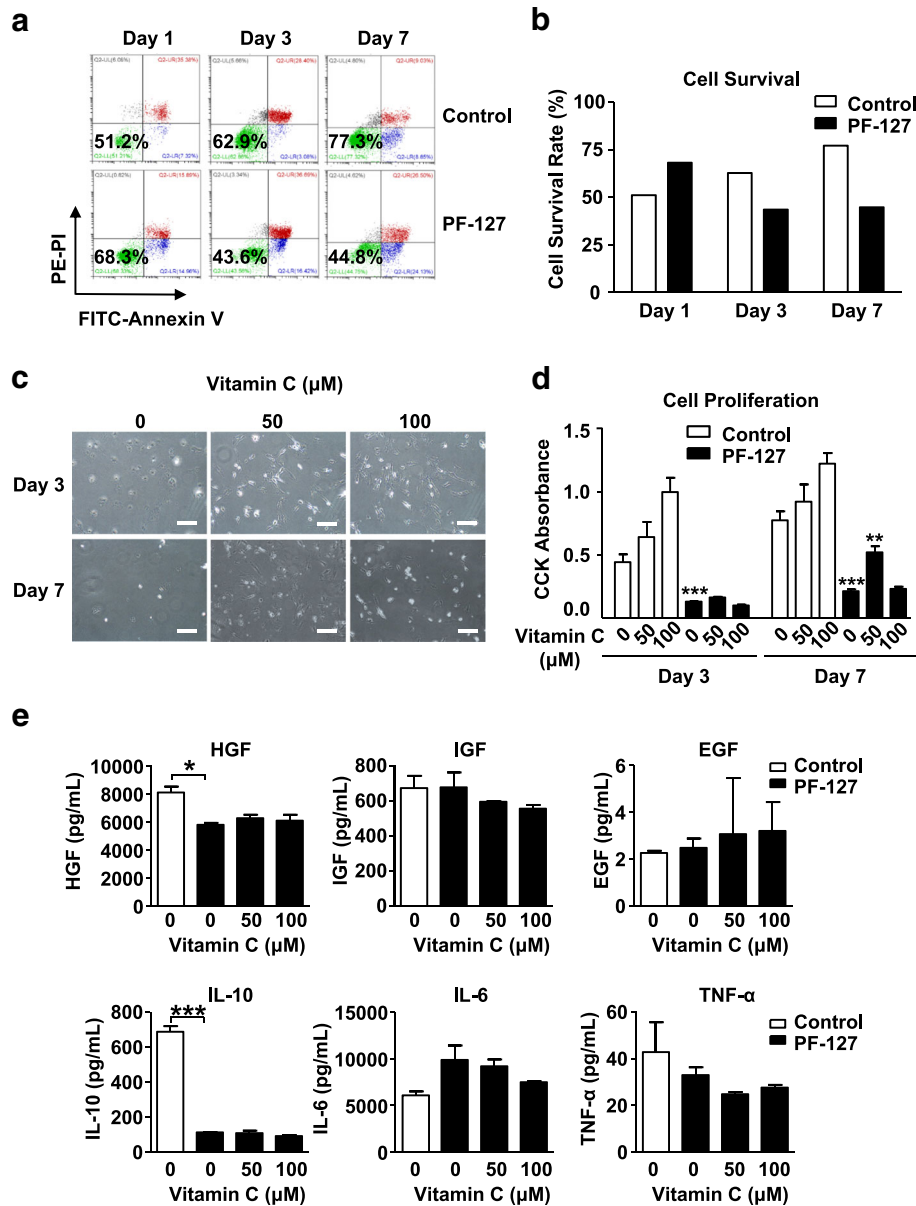 a
Day 1
Day 3
Day 7
Control
51.2%
62.9%
77.3%
PF-127
68.3%
43.6%
44.8%
PE-PI
FITC-Annexin V
b
Cell Survival
Control
PF-127
Cell Survival Rate (%)
100
75
50
25
0
Day 1
Day 3
Day 7
c
Vitamin C (µM)
0
50
100
Day 3
Day 7
d
Cell Proliferation
Control
PF-127
CCK Absorbance
1.5
1.0
0.5
0.0
***
***
**
Vitamin C (µM)
0 50 100 0 50 100
0 50 100 0 50 100
Day 3
Day 7
e
HGF
HGF (pg/mL)
10000
8000
6000
4000
2000
0
*
0 0 50 100
Vitamin C (µM)
IGF
IGF (pg/mL)
800
600
400
200
0
0 0 50 100
Vitamin C (µM)
EGF
EGF (pg/mL)
6
4
2
0
Control
PF-127
0 0 50 100
Vitamin C (µM)
IL-10
IL-10 (pg/mL)
800
600
400
200
0
***
0 0 50 100
Vitamin C (µM)
IL-6
IL-6 (pg/mL)
15000
10000
5000
0
0 0 50 100
Vitamin C (µM)
TNF-α
TNF-α (pg/mL)
60
40
20
0
Control
PF-127
0 0 50 100
Vitamin C (µM)